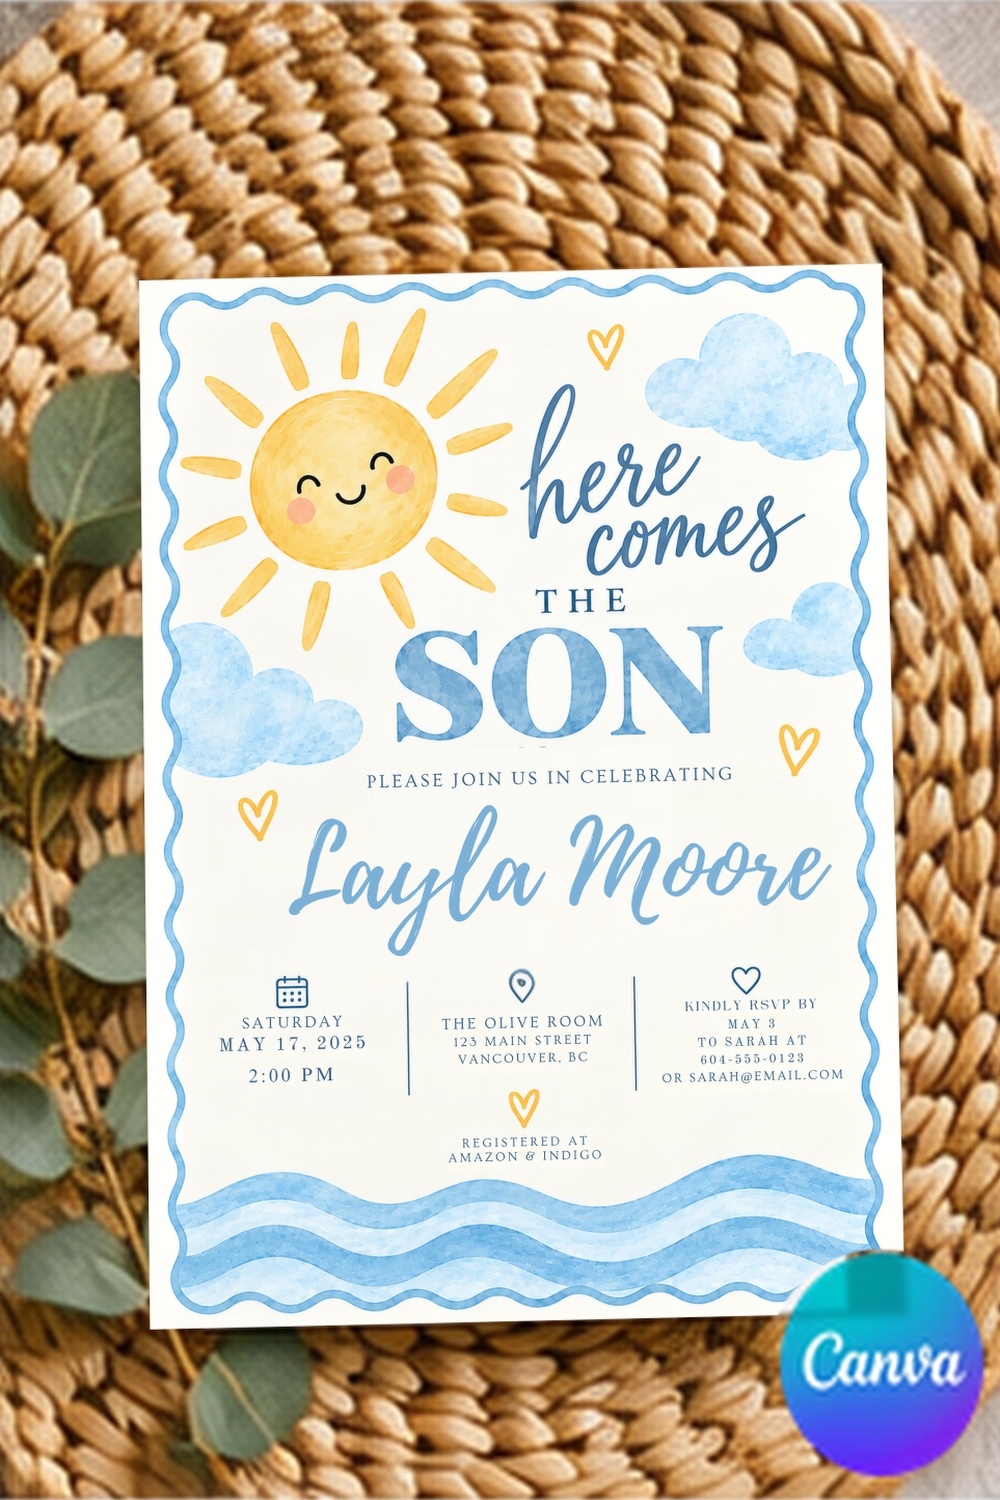 here
comes
THE
SON
PLEASE JOIN US IN CELEBRATING
Layla Moore
SATURDAY
MAY 17, 2025
2:00 PM
THE OLIVE ROOM
123 MAIN STREET
VANCOUVER, BC
KINDLY RSVP BY
MAY 3
TO SARAH AT
604-555-0123
OR SARAH@EMAIL.COM
REGISTERED AT
AMAZON & INDIGO
Canva